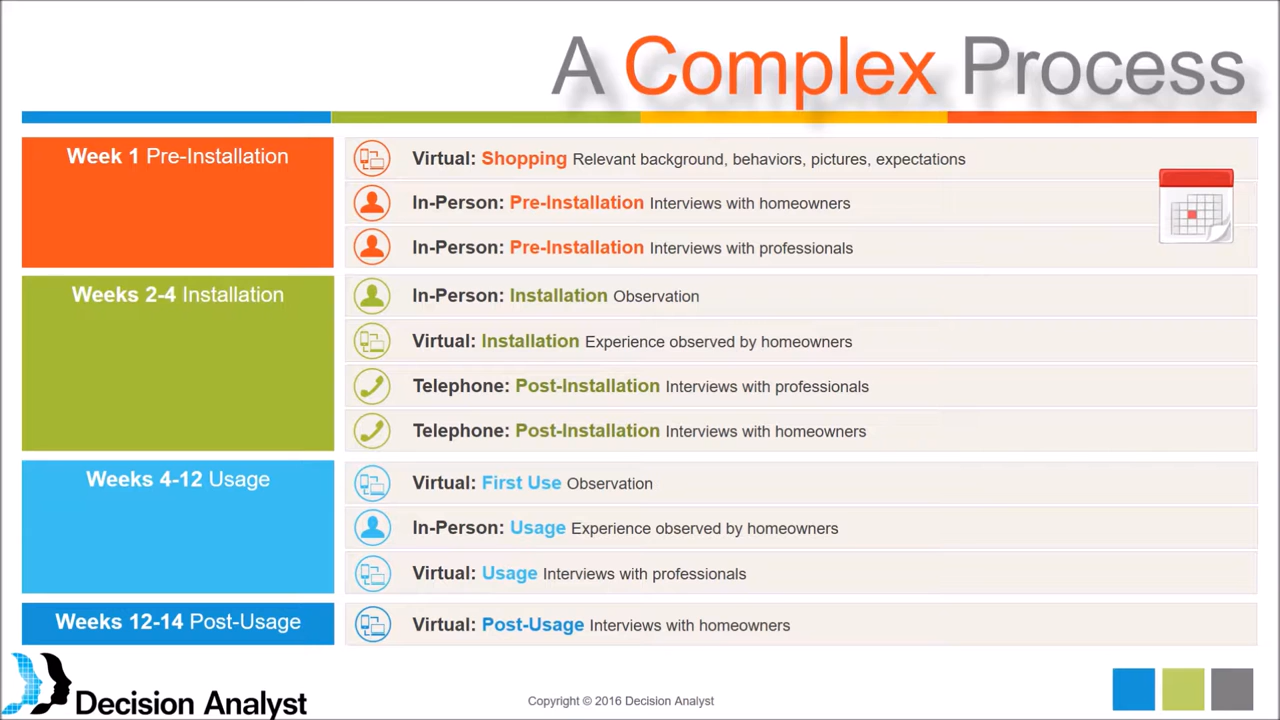 A Complex Process
Week 1 Pre-Installation
Virtual: Shopping Relevant background, behaviors, pictures, expectations
In-Person: Pre-Installation Interviews with homeowners
In-Person: Pre-Installation Interviews with professionals
Weeks 2-4 Installation
In-Person: Installation Observation
Virtual: Installation Experience observed by homeowners
Telephone: Post-Installation Interviews with professionals
Telephone: Post-Installation Interviews with homeowners
Weeks 4-12 Usage
Virtual: First Use Observation
In-Person: Usage Experience observed by homeowners
Virtual: Usage Interviews with professionals
Weeks 12-14 Post-Usage
Virtual: Post-Usage Interviews with homeowners
Decision Analyst
Copyright © 2016 Decision Analyst